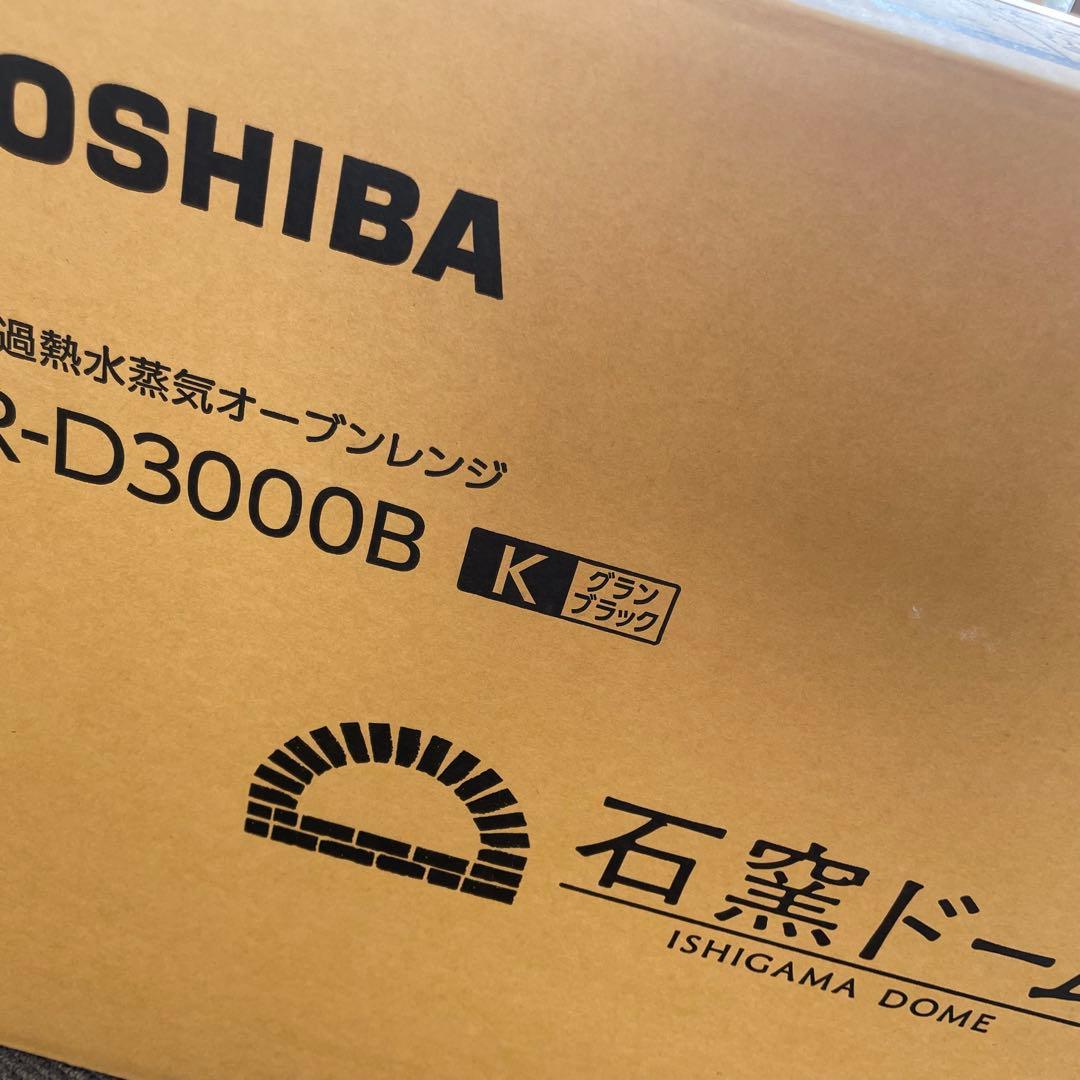 OSHIBA
過熱水蒸気オーブンレンジ
R-D3000B K グラン
ブラック
石窯ドーム
ISHIGAMA DOME